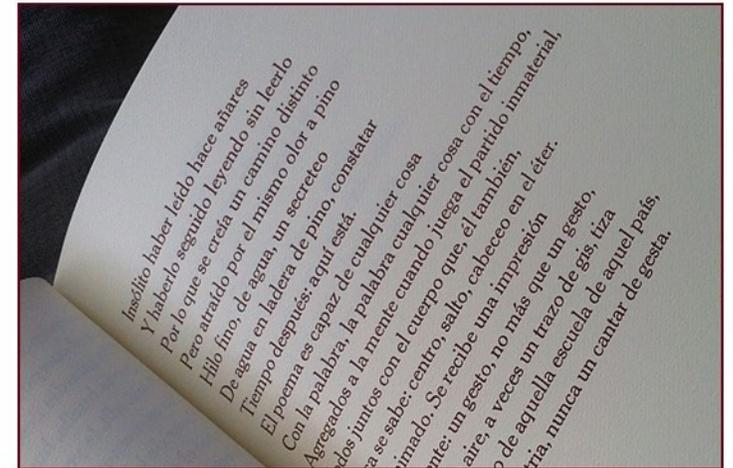 Insólito haber leído hace añares
Y haberlo seguido leyendo sin leerlo
Por lo que se creía un camino distinto
Pero atraído por el mismo olor a pino
Hilo fino, de agua, un secreteo
De agua en ladera de pino, constatar
Tiempo después: aquí está.
El poema es capaz de cualquier cosa
Con la palabra, la palabra cualquier cosa con el tiempo,
Agregados a la mente cuando juega el partido inmaterial,
dos juntos con el cuerpo que, él también,
ra se sabe: centro, salto, cabeceo en el éter.
nimado. Se recibe una impresión
nte: un gesto, no más que un gesto,
aire, a veces un trazo de gis, tiza
o de aquella escuela de aquel país,
tria, nunca un cantar de gesta.